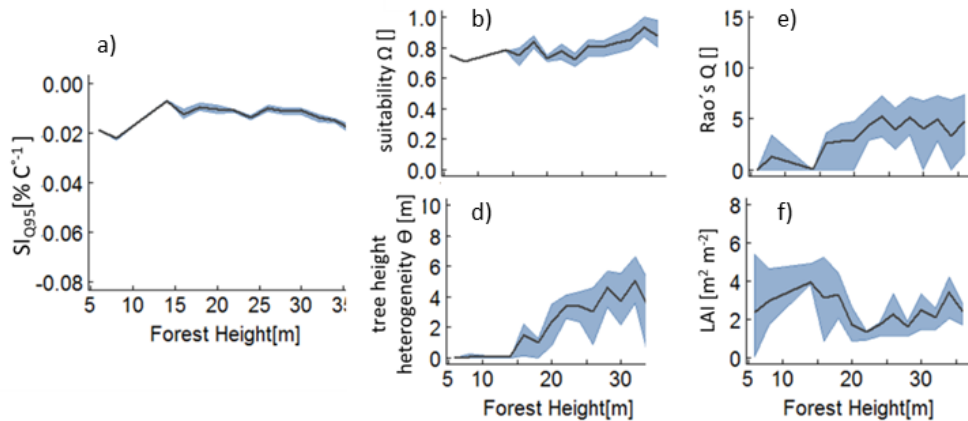 a)
0.00
-0.02
-0.04
-0.06
-0.08
SI_Q95[% C°⁻¹]
5 10 15 20 25 30
Forest Height[m]
b)
1.0
0.8
0.6
0.4
0.2
0.0
suitability Ω []
d)
10
8
6
4
2
0
tree height
heterogeneity Θ [m]
5 10 20 30
Forest Height[m]
e)
15
10
5
0
Rao´s Q []
f)
8
6
4
2
0
LAI [m² m⁻²]
5 10 20 30
Forest Height[m]